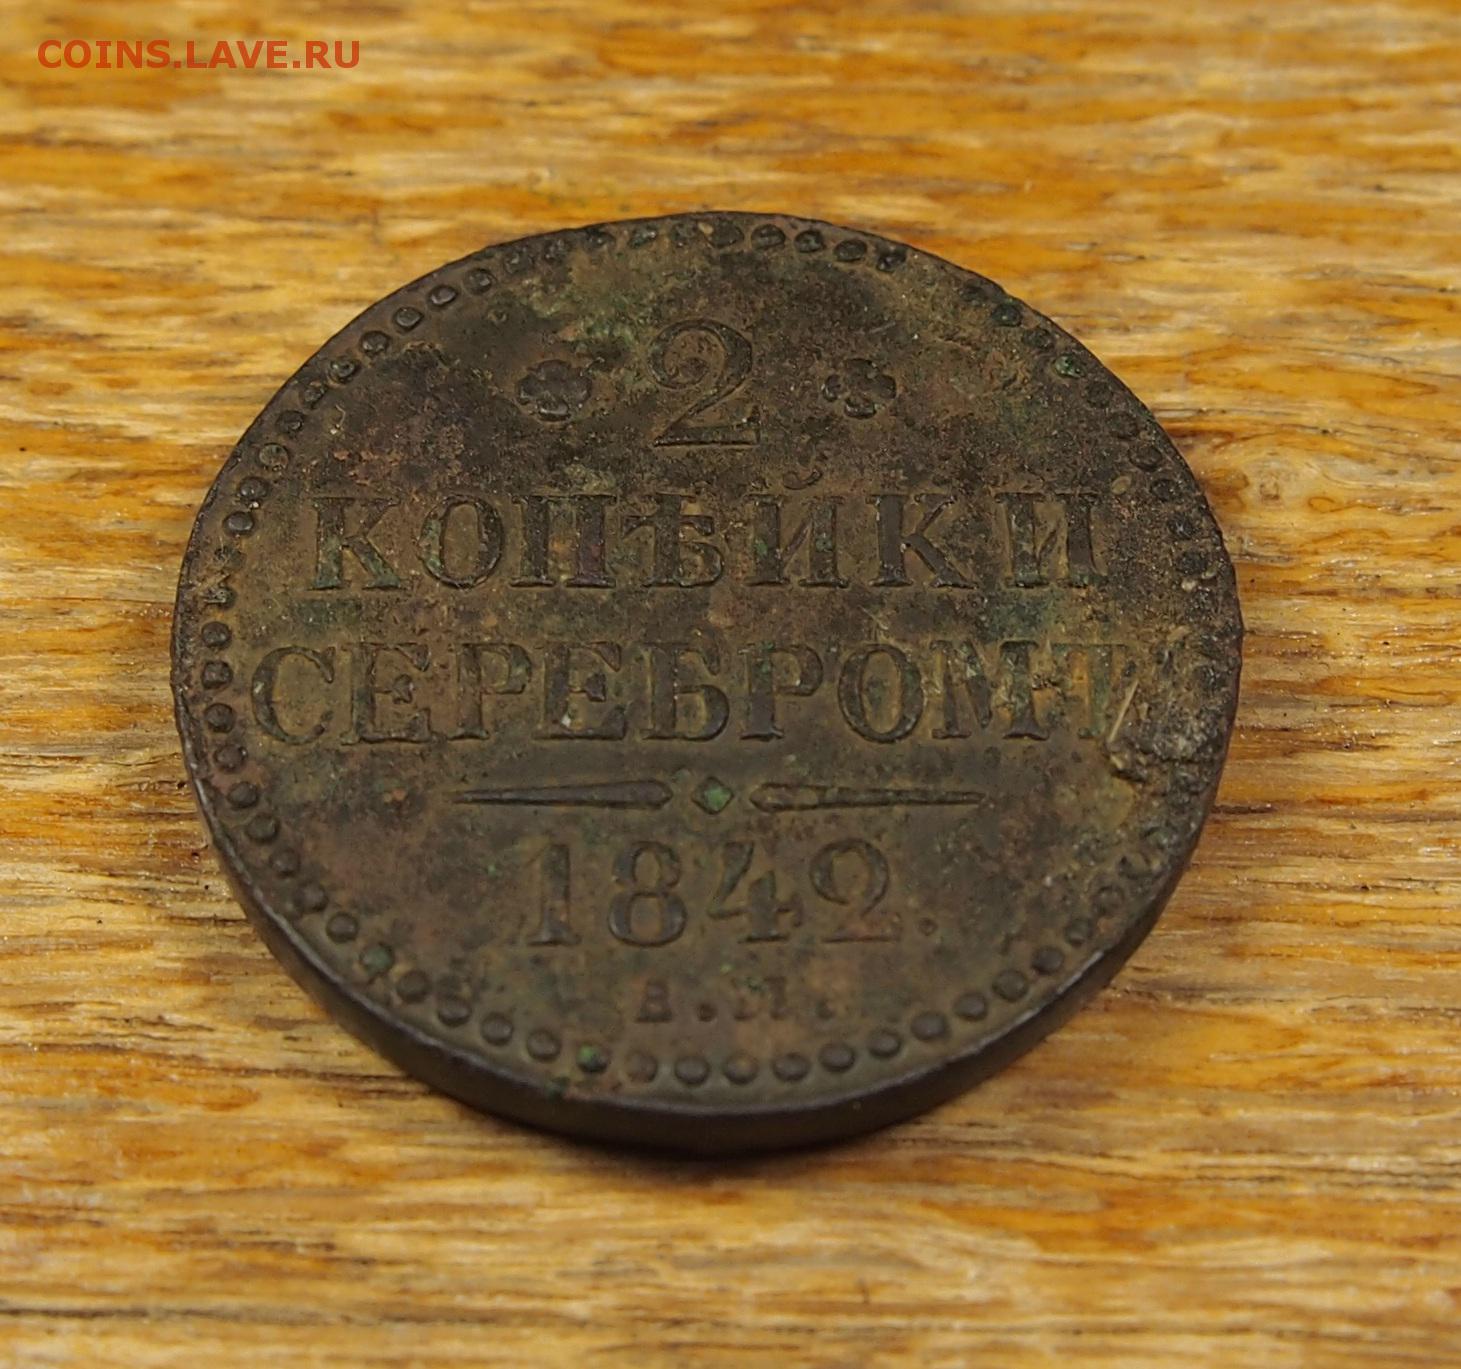 COINS.LAVE.RU
2
КОПѢЙКИ
СЕРЕБРОМЪ
1842.